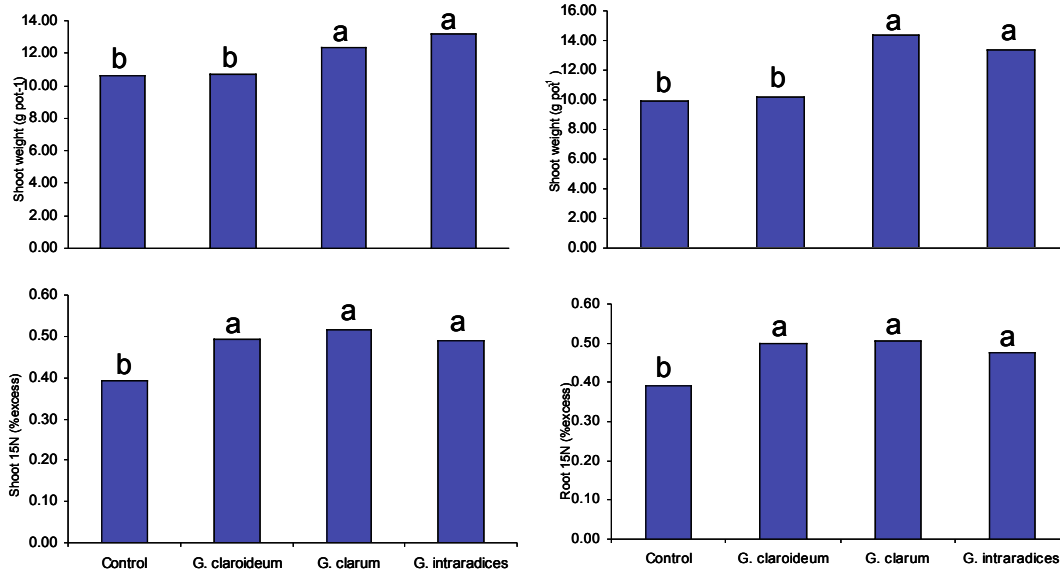 14.00
12.00
10.00
8.00
6.00
4.00
2.00
0.00
Shoot weight (g pot-1)
b
b
a
a
16.00
14.00
12.00
10.00
8.00
6.00
4.00
2.00
0.00
Shoot weight (g pot¹ )
b
b
a
a
0.60
0.50
0.40
0.30
0.20
0.10
0.00
Shoot 15N (%excess)
b
a
a
a
Control
G. claroideum
G. clarum
G. intraradices
0.60
0.50
0.40
0.30
0.20
0.10
0.00
Root 15N (%excess)
b
a
a
a
Control
G. claroideum
G. clarum
G. intraradices